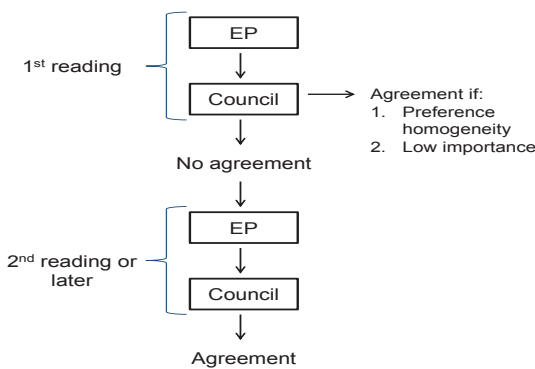 EP
1st reading
Council
Agreement if:
1. Preference
homogeneity
2. Low importance
No agreement
EP
2nd reading or
later
Council
Agreement